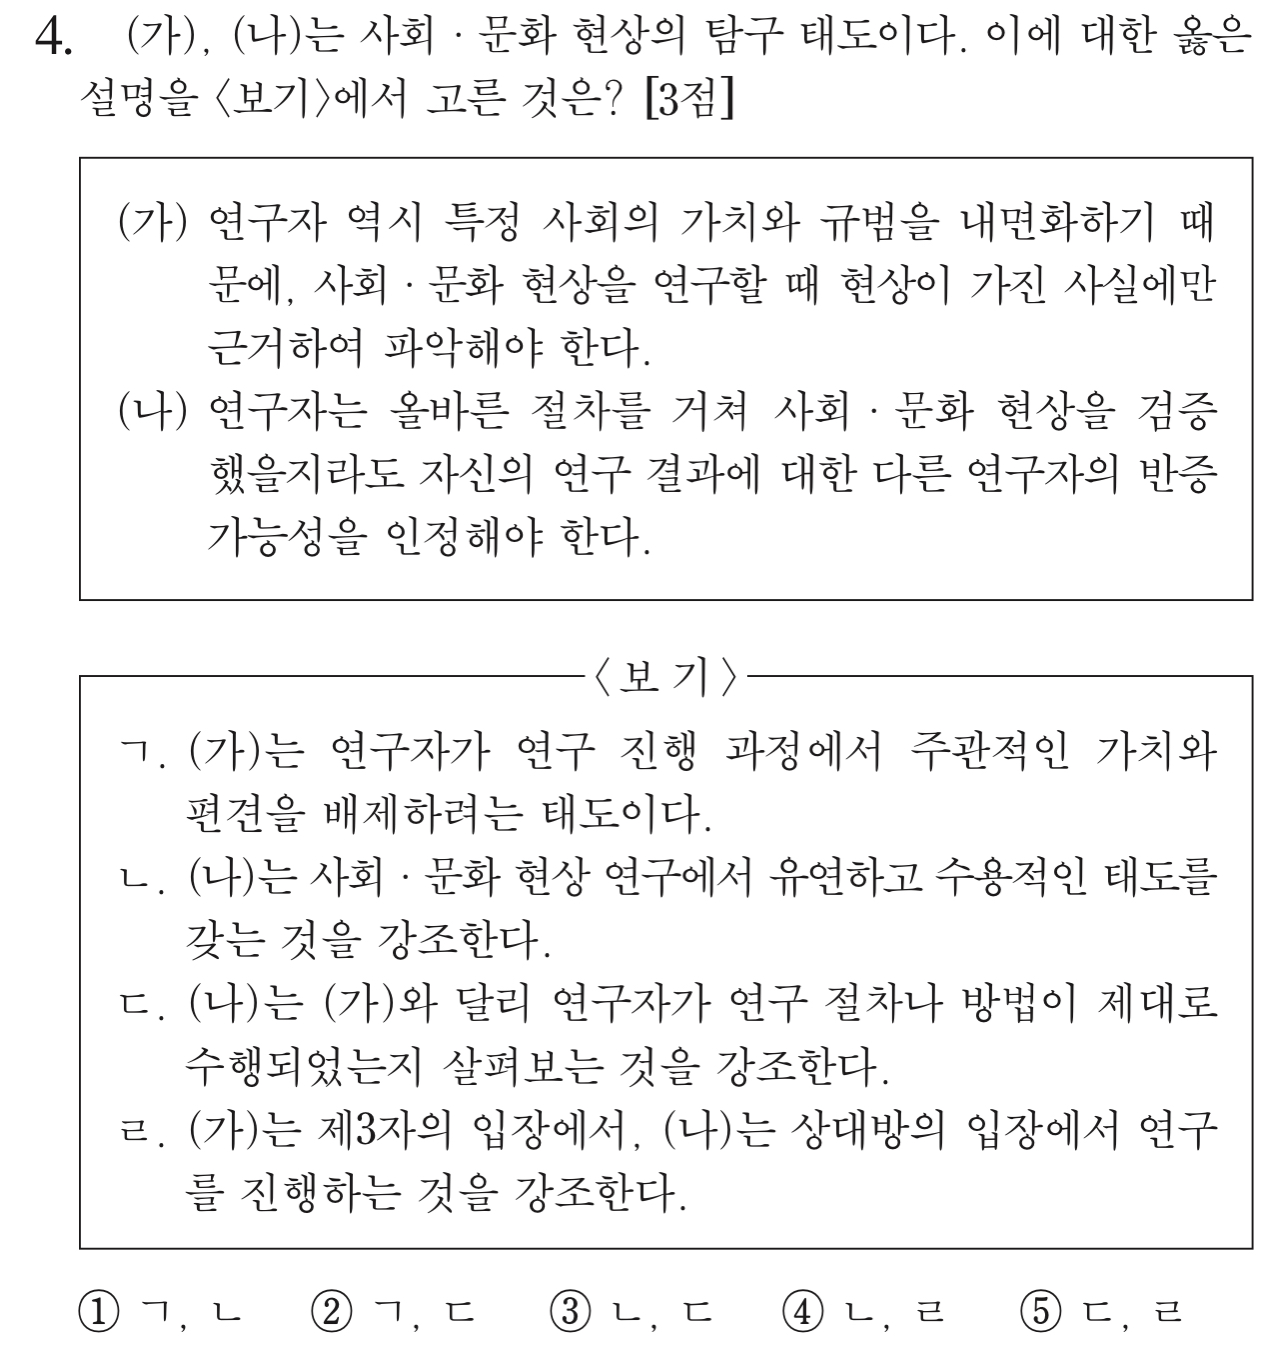 4. (가), (나)는 사회 · 문화 현상의 탐구 태도이다. 이에 대한 옳은
설명을 〈보기〉에서 고른 것은? [3점]
(가) 연구자 역시 특정 사회의 가치와 규범을 내면화하기 때
문에, 사회 · 문화 현상을 연구할 때 현상이 가진 사실에만
근거하여 파악해야 한다.
(나) 연구자는 올바른 절차를 거쳐 사회 · 문화 현상을 검증
했을지라도 자신의 연구 결과에 대한 다른 연구자의 반증
가능성을 인정해야 한다.
〈보 기〉
ㄱ. (가)는 연구자가 연구 진행 과정에서 주관적인 가치와
편견을 배제하려는 태도이다.
ㄴ. (나)는 사회 · 문화 현상 연구에서 유연하고 수용적인 태도를
갖는 것을 강조한다.
ㄷ. (나)는 (가)와 달리 연구자가 연구 절차나 방법이 제대로
수행되었는지 살펴보는 것을 강조한다.
ㄹ. (가)는 제3자의 입장에서, (나)는 상대방의 입장에서 연구
를 진행하는 것을 강조한다.
① ㄱ, ㄴ ② ㄱ, ㄷ ③ ㄴ, ㄷ ④ ㄴ, ㄹ ⑤ ㄷ, ㄹ